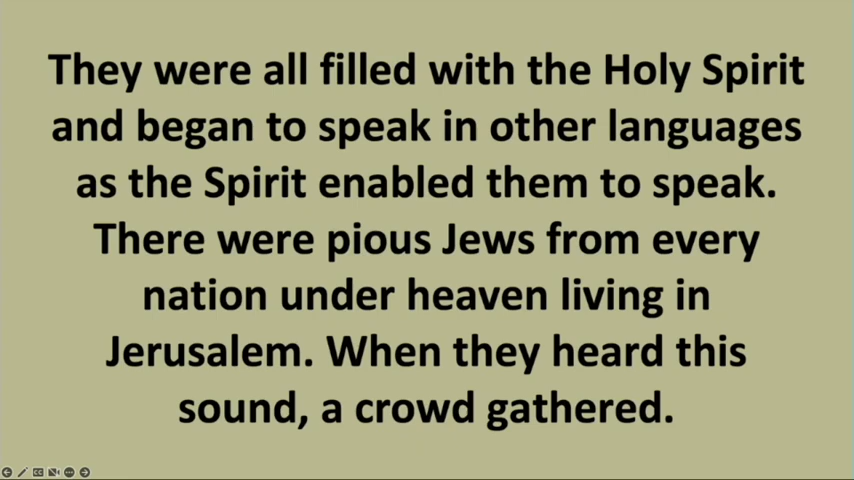 They were all filled with the Holy Spirit
and began to speak in other languages
as the Spirit enabled them to speak.
There were pious Jews from every
nation under heaven living in
Jerusalem. When they heard this
sound, a crowd gathered.